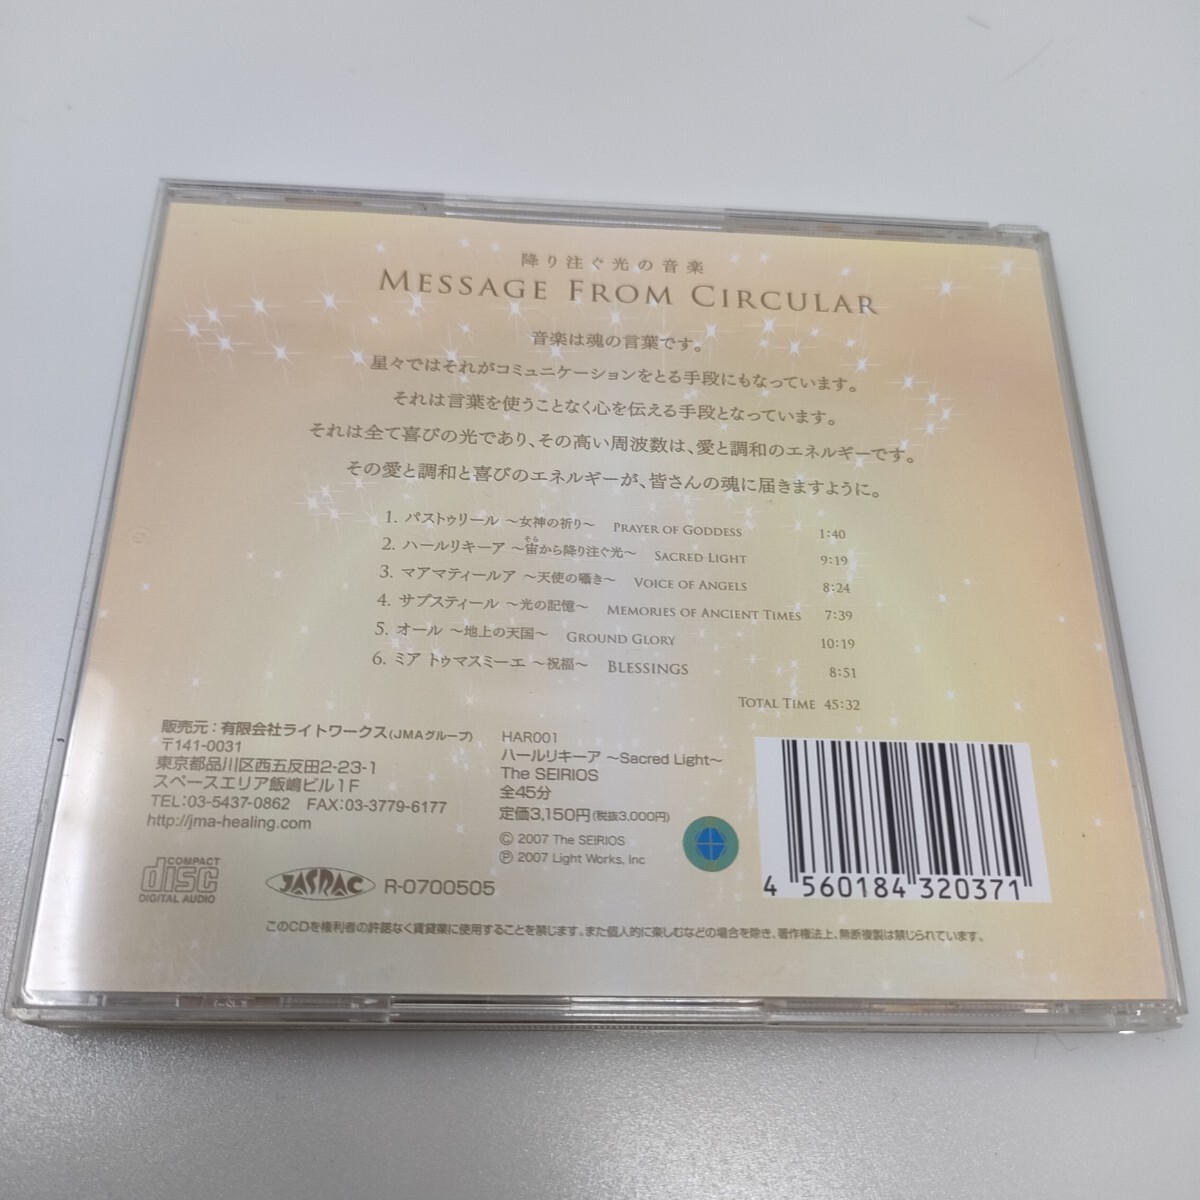 降り注ぐ光の音楽
MESSAGE FROM CIRCULAR
音楽は魂の言葉です。
星々ではそれがコミュニケーションをとる手段にもなっています。
それは言葉を使うことなく心を伝える手段となっています。
それは全て喜びの光であり、その高い周波数は、愛と調和のエネルギーです。
その愛と調和と喜びのエネルギーが、皆さんの魂に届きますように。
1. パストゥリール 〜女神の祈り〜 PRAYER OF GODDESS 1:40
2. ハールリキーア 〜宙から降り注ぐ光〜 SACRED LIGHT 9:19
そら
3. マアマティールア 〜天使の囁き〜 VOICE OF ANGELS 8:24
4. サプスティール 〜光の記憶〜 MEMORIES OF ANCIENT TIMES 7:39
5. オール 〜地上の天国〜 GROUND GLORY 10:19
6. ミア トゥマスミーエ 〜祝福〜 BLESSINGS 8:51
TOTAL TIME 45:32
販売元：有限会社ライトワークス(JMAグループ)
〒141-0031
東京都品川区西五反田2-23-1
スペースエリア飯嶋ビル1F
TEL:03-5437-0862 FAX:03-3779-6177
http://jma-healing.com
HAR001
ハールリキーア 〜Sacred Light〜
The SEIRIOS
全45分
定価3,150円(税抜3,000円)
© 2007 The SEIRIOS
℗ 2007 Light Works, Inc
COMPACT
disc
DIGITAL AUDIO
JASRAC R-0700505
4 560184 320371
このCDを権利者の許諾なく賃貸業に使用することを禁じます。また個人的に楽しむなどの場合を除き、著作権法上、無断複製は禁じられています。